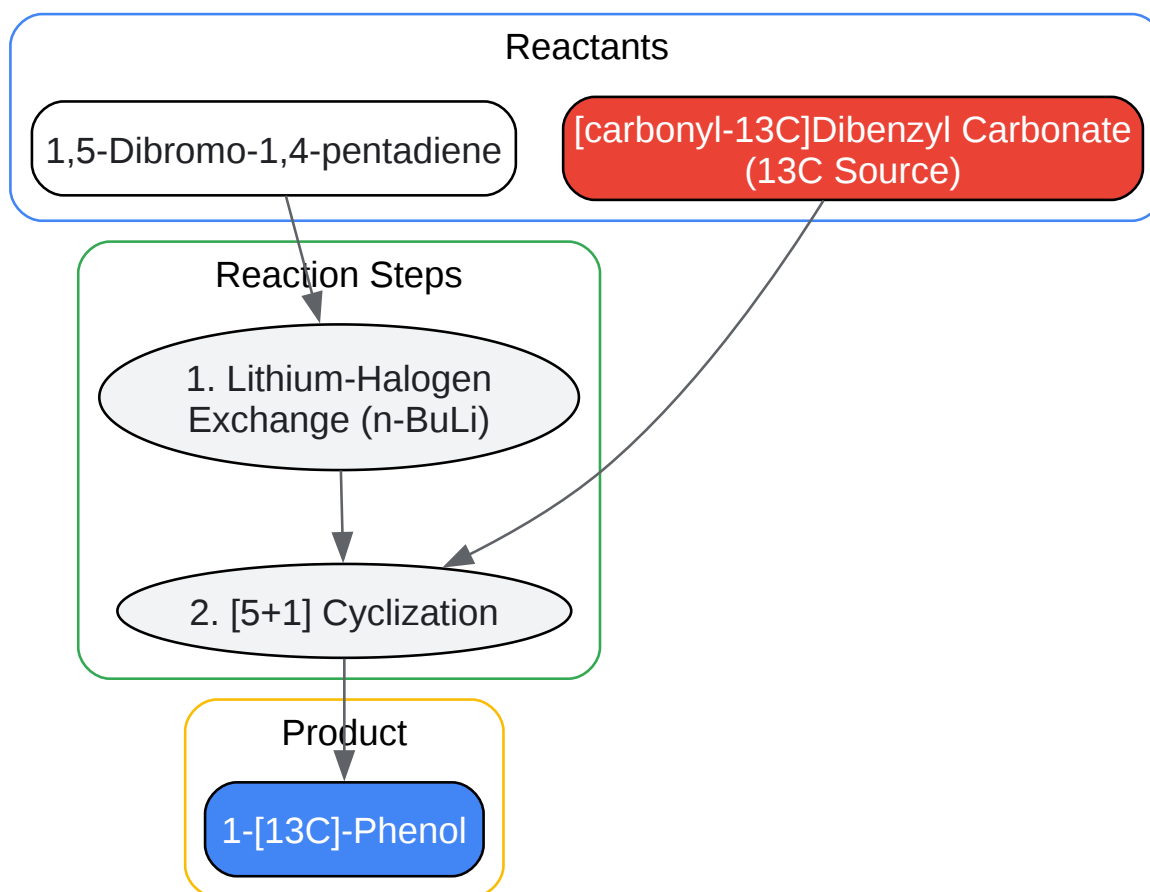 Reactants
1,5-Dibromo-1,4-pentadiene
[carbonyl-13C]Dibenzyl Carbonate
(13C Source)
Reaction Steps
1. Lithium-Halogen
Exchange (n-BuLi)
2. [5+1] Cyclization
Product
1-[13C]-Phenol